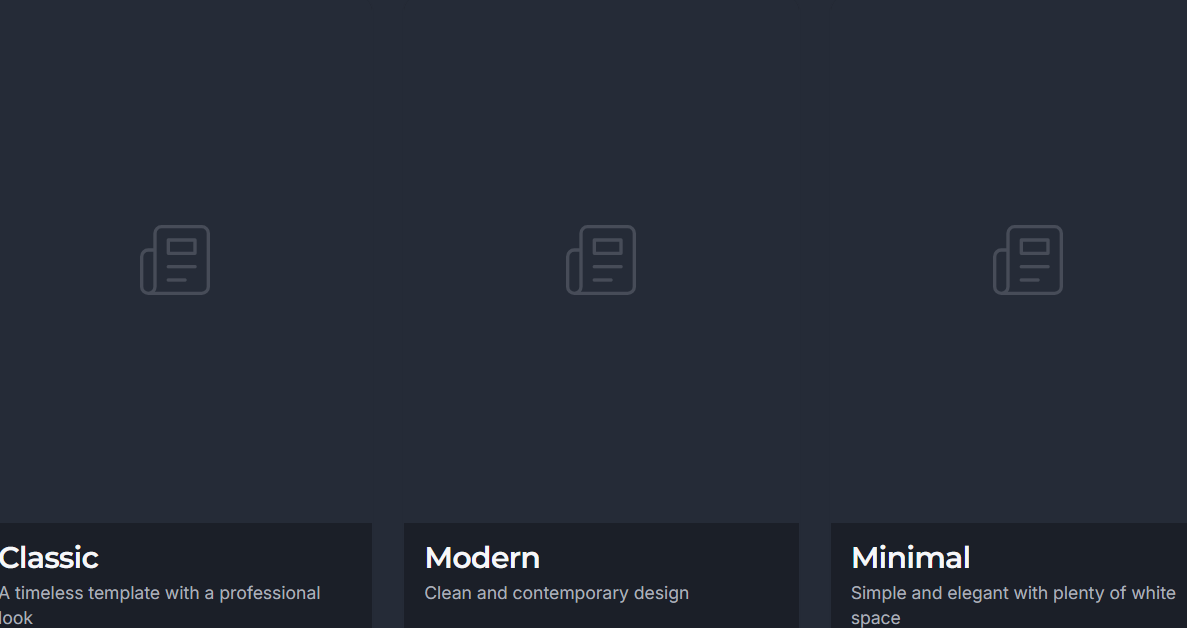 Classic
A timeless template with a professional
look
Modern
Clean and contemporary design
Minimal
Simple and elegant with plenty of white
space